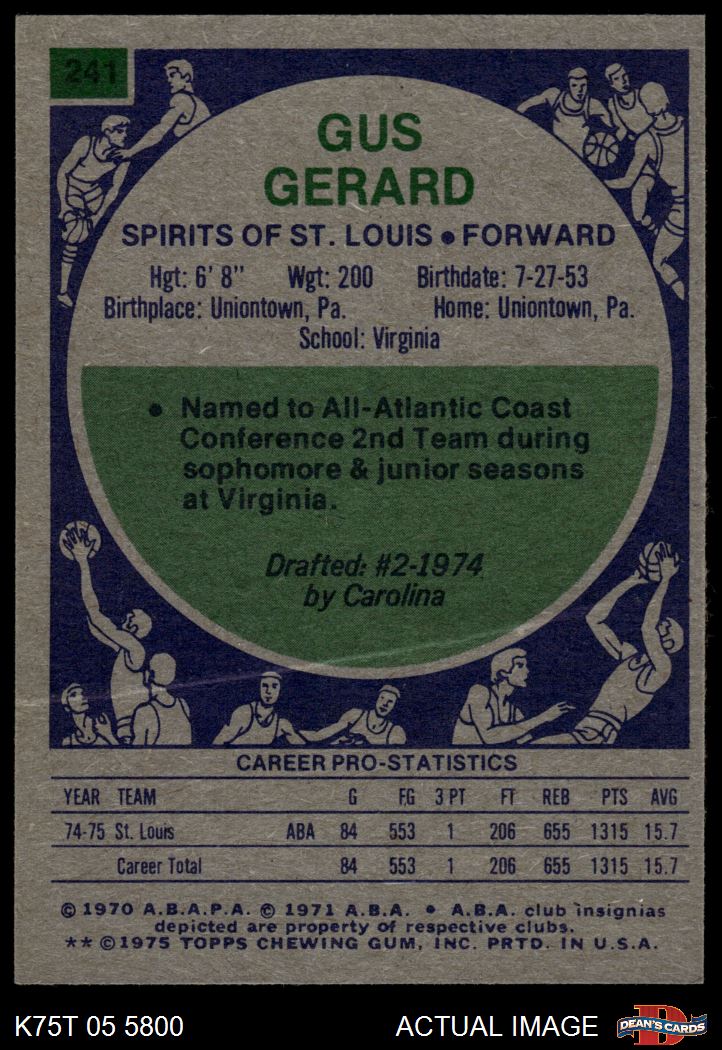 241
GUS
GERARD
SPIRITS OF ST. LOUIS • FORWARD
Hgt: 6' 8" Wgt: 200 Birthdate: 7-27-53
Birthplace: Uniontown, Pa. Home: Uniontown, Pa.
School: Virginia
• Named to All-Atlantic Coast
Conference 2nd Team during
sophomore & junior seasons
at Virginia.
Drafted: #2-1974
by Carolina
CAREER PRO-STATISTICS
YEAR TEAM G FG 3 PT FT REB PTS AVG
74-75 St. Louis ABA 84 553 1 206 655 1315 15.7
Career Total 84 553 1 206 655 1315 15.7
© 1970 A.B.A.P.A. © 1971 A.B.A. • A.B.A. club insignias
depicted are property of respective clubs.
** © 1975 TOPPS CHEWING GUM, INC. PRTD. IN U.S.A.
K75T 05 5800 ACTUAL IMAGE D DEAN'S CARDS